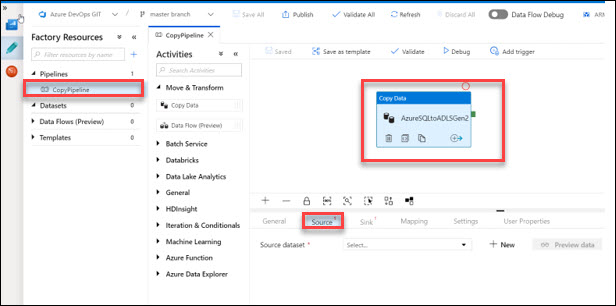 Azure DevOps GIT
master branch
Save All
Publish
Validate All
Refresh
Discard All
Data Flow Debug
Factory Resources
Filter resources by name
Pipelines 1
CopyPipeline
Datasets 0
Data Flows (Preview) 0
Templates 0
CopyPipeline
Activities
Search Activities
Move & Transform
Copy Data
Data Flow (Preview)
Batch Service
Databricks
Data Lake Analytics
General
HDInsight
Iteration & Conditionals
Machine Learning
Azure Function
Azure Data Explorer
Saved
Save as template
Validate
Debug
Add trigger
Copy Data
AzureSQLtoADLSGen2
General
Source 1
Sink 1
Mapping
Settings
User Properties
Source dataset *
Select...
+ New
Preview data